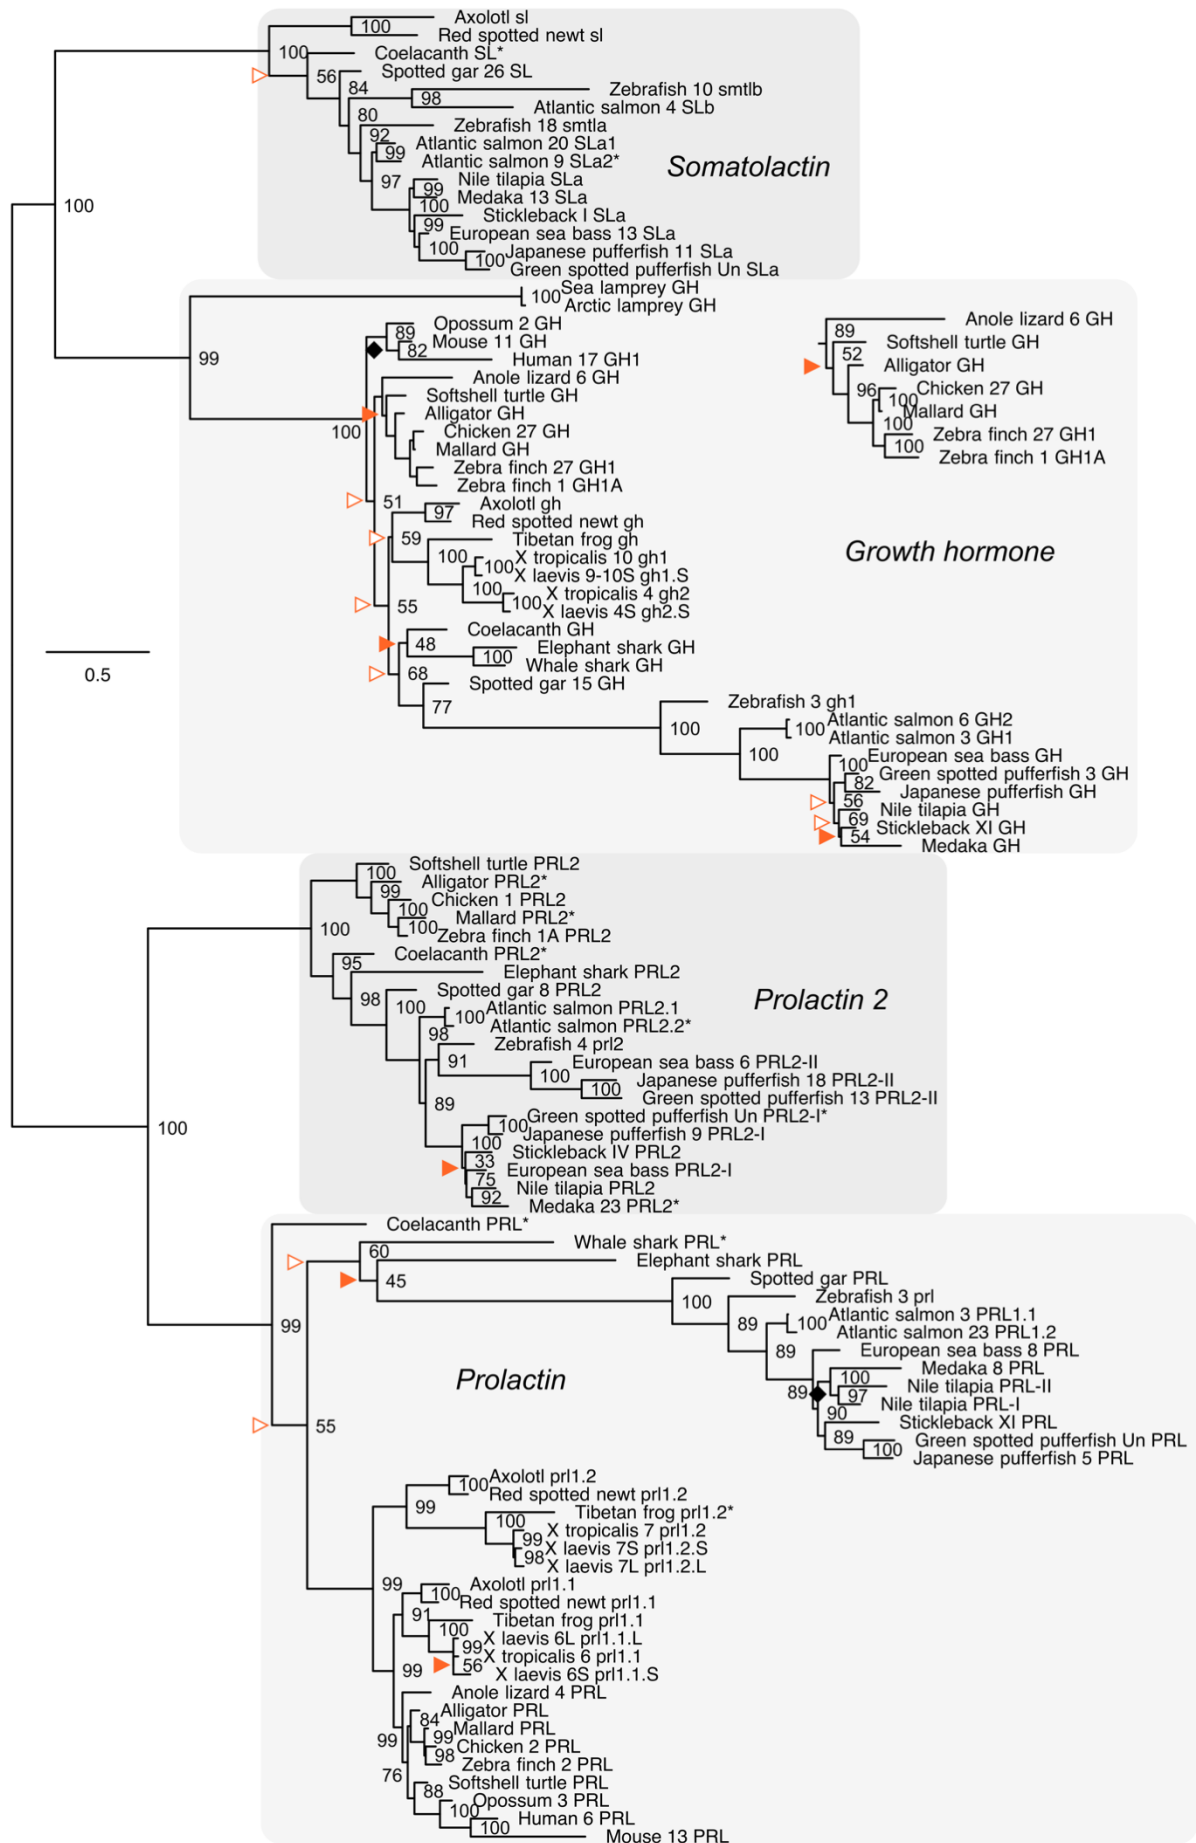 Axolotl sl
100
Red spotted newt sl
100
Coelacanth SL*
56
Spotted gar 26 SL
84
Zebrafish 10 smtlb
98
Atlantic salmon 4 SLb
80
Zebrafish 18 smtla
92
Atlantic salmon 20 SLa1
99
Atlantic salmon 9 SLa2*
Somatolactin
97
Nile tilapia SLa
99
Medaka 13 SLa
100
Stickleback I SLa
99
European sea bass 13 SLa
100
Japanese pufferfish 11 SLa
100
Green spotted pufferfish Un SLa
100
Sea lamprey GH
100
Arctic lamprey GH
99
Opossum 2 GH
89
Mouse 11 GH
82
Human 17 GH1
Anole lizard 6 GH
Softshell turtle GH
Alligator GH
100
Chicken 27 GH
Mallard GH
Zebra finch 27 GH1
Zebra finch 1 GH1A
Anole lizard 6 GH
89
Softshell turtle GH
52
Alligator GH
96
Chicken 27 GH
100
Mallard GH
100
Zebra finch 27 GH1
100
Zebra finch 1 GH1A
51
Axolotl gh
97
Red spotted newt gh
59
Tibetan frog gh
Growth hormone
100
X tropicalis 10 gh1
100
X laevis 9-10S gh1.S
100
X tropicalis 4 gh2
100
X laevis 4S gh2.S
55
Coelacanth GH
48
Elephant shark GH
100
Whale shark GH
68
Spotted gar 15 GH
77
0.5
Zebrafish 3 gh1
100
Atlantic salmon 6 GH2
100
Atlantic salmon 3 GH1
100
European sea bass GH
100
Green spotted pufferfish 3 GH
82
Japanese pufferfish GH
56
Nile tilapia GH
69
Stickleback XI GH
54
Medaka GH
Softshell turtle PRL2
100
Alligator PRL2*
99
Chicken 1 PRL2
100
Mallard PRL2*
100
Zebra finch 1A PRL2
100
Coelacanth PRL2*
95
Elephant shark PRL2
98
Spotted gar 8 PRL2
Prolactin 2
100
Atlantic salmon PRL2.1
100
Atlantic salmon PRL2.2*
98
Zebrafish 4 prl2
91
European sea bass 6 PRL2-II
100
Japanese pufferfish 18 PRL2-II
100
Green spotted pufferfish 13 PRL2-II
89
Green spotted pufferfish Un PRL2-I*
100
Japanese pufferfish 9 PRL2-I
100
Stickleback IV PRL2
33
European sea bass PRL2-I
75
Nile tilapia PRL2
92
Medaka 23 PRL2*
100
Coelacanth PRL*
Whale shark PRL*
60
Elephant shark PRL
45
Spotted gar PRL
100
Zebrafish 3 prl
89
Atlantic salmon 3 PRL1.1
100
Atlantic salmon 23 PRL1.2
99
89
European sea bass 8 PRL
Prolactin
Medaka 8 PRL
100
89
Nile tilapia PRL-II
97
Nile tilapia PRL-I
90
Stickleback XI PRL
89
Green spotted pufferfish Un PRL
100
Japanese pufferfish 5 PRL
55
Axolotl prl1.2
100
Red spotted newt prl1.2
99
Tibetan frog prl1.2*
100
X tropicalis 7 prl1.2
99
X laevis 7S prl1.2.S
98
X laevis 7L prl1.2.L
99
Axolotl prl1.1
100
Red spotted newt prl1.1
91
Tibetan frog prl1.1
100
X laevis 6L prl1.1.L
99
X tropicalis 6 prl1.1
56
X laevis 6S prl1.1.S
99
Anole lizard 4 PRL
Alligator PRL
84
Mallard PRL
99
99
Chicken 2 PRL
98
Zebra finch 2 PRL
76
Softshell turtle PRL
88
Opossum 3 PRL
100
Human 6 PRL
100
Mouse 13 PRL